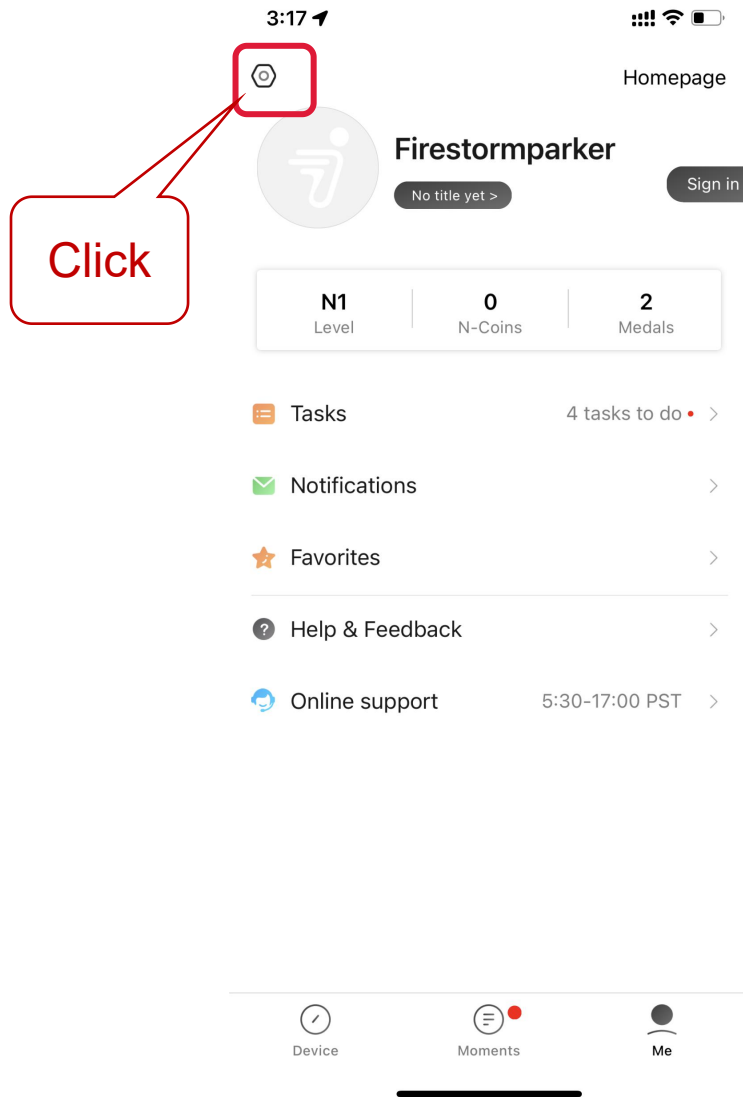 3:17
Homepage
Firestormparker
No title yet >
Sign in
Click
N1
Level
0
N-Coins
2
Medals
Tasks
4 tasks to do
Notifications
Favorites
Help & Feedback
Online support
5:30-17:00 PST
Device
Moments
Me